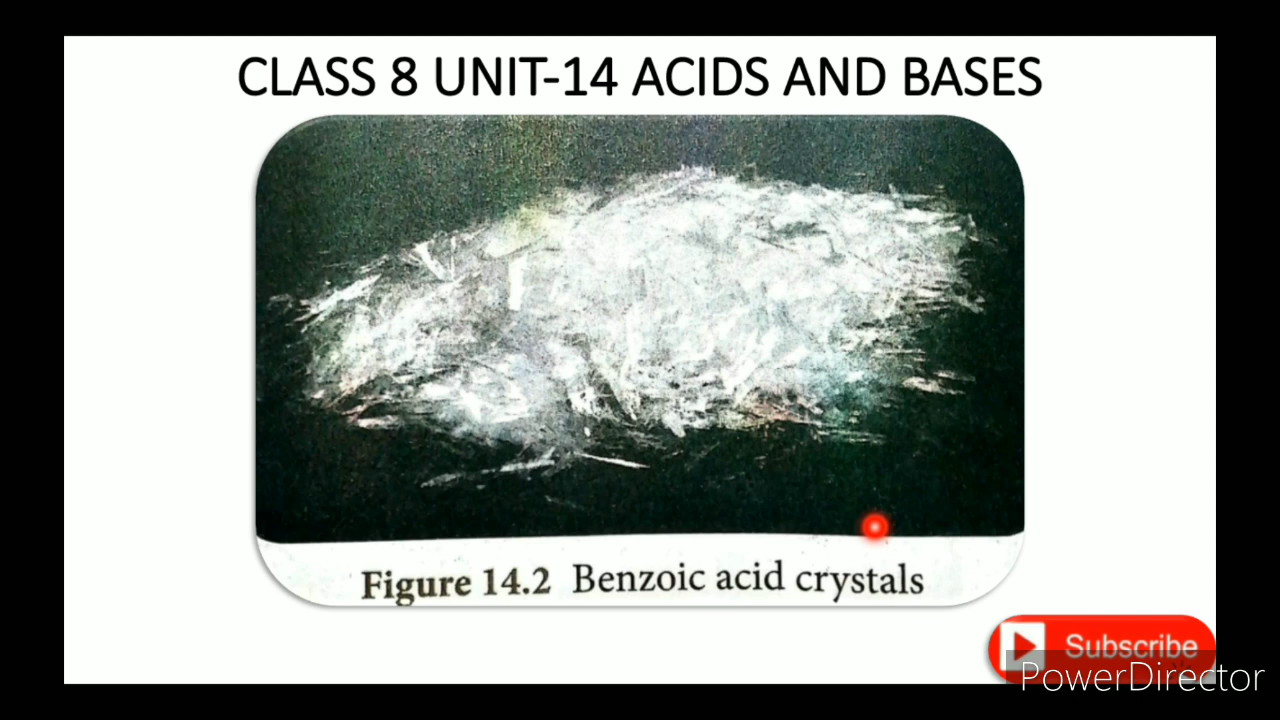 CLASS 8 UNIT-14 ACIDS AND BASES
Figure 14.2 Benzoic acid crystals
Subscribe
PowerDirector